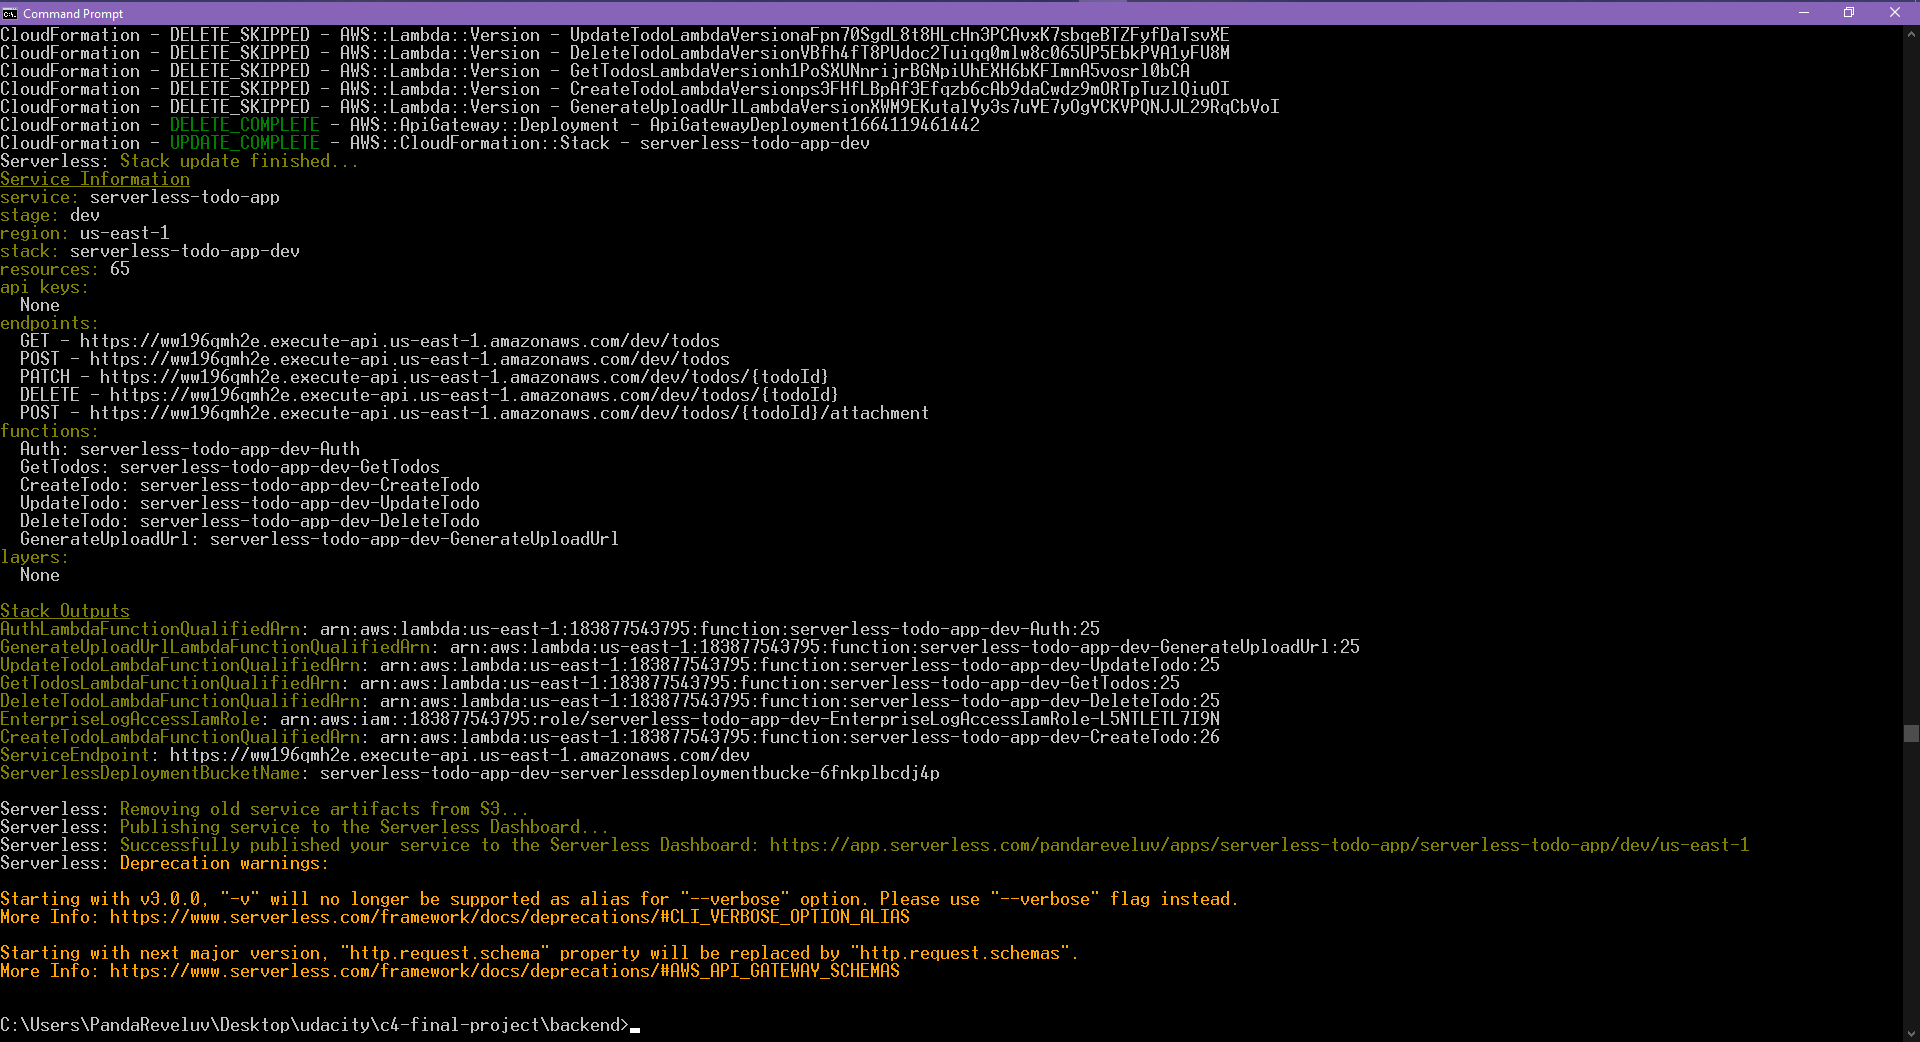 Command Prompt
CloudFormation - DELETE_SKIPPED - AWS::Lambda::Version - UpdateTodoLambdaVersionaFpn70SgdL8t8HLcHn3PCAvxK7sbqeBTZFyfDaTsvXE
CloudFormation - DELETE_SKIPPED - AWS::Lambda::Version - DeleteTodoLambdaVersionVBfh4fT8PUdoc2Tuiqq0mlw8c065UP5EbkPVA1yFU8M
CloudFormation - DELETE_SKIPPED - AWS::Lambda::Version - GetTodosLambdaVersionh1PoSXUNnrijrBGNpiUhEXH6bKFImnA5vosrl0bCA
CloudFormation - DELETE_SKIPPED - AWS::Lambda::Version - CreateTodoLambdaVersionps3FHfLBpAf3Efqzb6cAb9daCwdz9mORTpTuzlQiuOI
CloudFormation - DELETE_SKIPPED - AWS::Lambda::Version - GenerateUploadUrlLambdaVersionXWM9EKutalYy3s7uYE7yOgYCKVPQNJJL29RqCbVoI
CloudFormation - DELETE_COMPLETE - AWS::ApiGateway::Deployment - ApiGatewayDeployment1664119461442
CloudFormation - UPDATE_COMPLETE - AWS::CloudFormation::Stack - serverless-todo-app-dev
Serverless: Stack update finished...
Service Information
service: serverless-todo-app
stage: dev
region: us-east-1
stack: serverless-todo-app-dev
resources: 65
api keys:
  None
endpoints:
  GET - https://ww196qmh2e.execute-api.us-east-1.amazonaws.com/dev/todos
  POST - https://ww196qmh2e.execute-api.us-east-1.amazonaws.com/dev/todos
  PATCH - https://ww196qmh2e.execute-api.us-east-1.amazonaws.com/dev/todos/{todoId}
  DELETE - https://ww196qmh2e.execute-api.us-east-1.amazonaws.com/dev/todos/{todoId}
  POST - https://ww196qmh2e.execute-api.us-east-1.amazonaws.com/dev/todos/{todoId}/attachment
functions:
  Auth: serverless-todo-app-dev-Auth
  GetTodos: serverless-todo-app-dev-GetTodos
  CreateTodo: serverless-todo-app-dev-CreateTodo
  UpdateTodo: serverless-todo-app-dev-UpdateTodo
  DeleteTodo: serverless-todo-app-dev-DeleteTodo
  GenerateUploadUrl: serverless-todo-app-dev-GenerateUploadUrl
layers:
  None
Stack Outputs
AuthLambdaFunctionQualifiedArn: arn:aws:lambda:us-east-1:183877543795:function:serverless-todo-app-dev-Auth:25
GenerateUploadUrlLambdaFunctionQualifiedArn: arn:aws:lambda:us-east-1:183877543795:function:serverless-todo-app-dev-GenerateUploadUrl:25
UpdateTodoLambdaFunctionQualifiedArn: arn:aws:lambda:us-east-1:183877543795:function:serverless-todo-app-dev-UpdateTodo:25
GetTodosLambdaFunctionQualifiedArn: arn:aws:lambda:us-east-1:183877543795:function:serverless-todo-app-dev-GetTodos:25
DeleteTodoLambdaFunctionQualifiedArn: arn:aws:lambda:us-east-1:183877543795:function:serverless-todo-app-dev-DeleteTodo:25
EnterpriseLogAccessIamRole: arn:aws:iam::183877543795:role/serverless-todo-app-dev-EnterpriseLogAccessIamRole-L5NTLETL7I9N
CreateTodoLambdaFunctionQualifiedArn: arn:aws:lambda:us-east-1:183877543795:function:serverless-todo-app-dev-CreateTodo:26
ServiceEndpoint: https://ww196qmh2e.execute-api.us-east-1.amazonaws.com/dev
ServerlessDeploymentBucketName: serverless-todo-app-dev-serverlessdeploymentbucke-6fnkplbcdj4p
Serverless: Removing old service artifacts from S3...
Serverless: Publishing service to the Serverless Dashboard...
Serverless: Successfully published your service to the Serverless Dashboard: https://app.serverless.com/pandareveluv/apps/serverless-todo-app/serverless-todo-app/dev/us-east-1
Serverless: Deprecation warnings:
Starting with v3.0.0, "-v" will no longer be supported as alias for "--verbose" option. Please use "--verbose" flag instead.
More Info: https://www.serverless.com/framework/docs/deprecations/#CLI_VERBOSE_OPTION_ALIAS
Starting with next major version, "http.request.schema" property will be replaced by "http.request.schemas".
More Info: https://www.serverless.com/framework/docs/deprecations/#AWS_API_GATEWAY_SCHEMAS
C:\Users\PandaReveluv\Desktop\udacity\c4-final-project\backend>